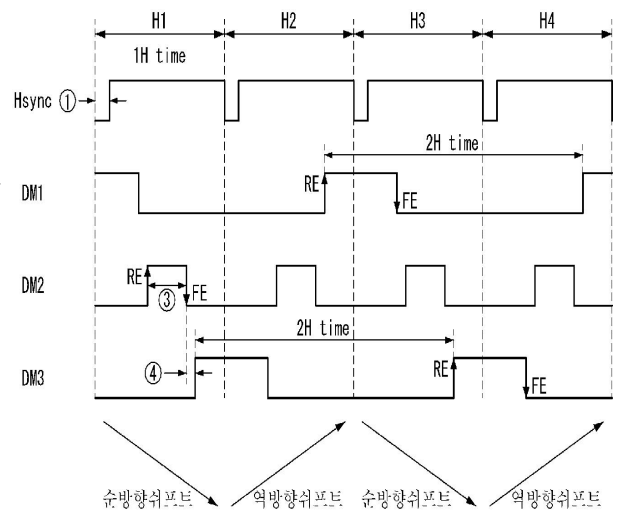 H1 H2 H3 H4
1H time
Hsync ①
2H time
DM1 RE FE
DM2 RE ③ FE
2H time
DM3 ④ RE FE
순방향쉬프트 역방향쉬프트 순방향쉬프트 역방향쉬프트